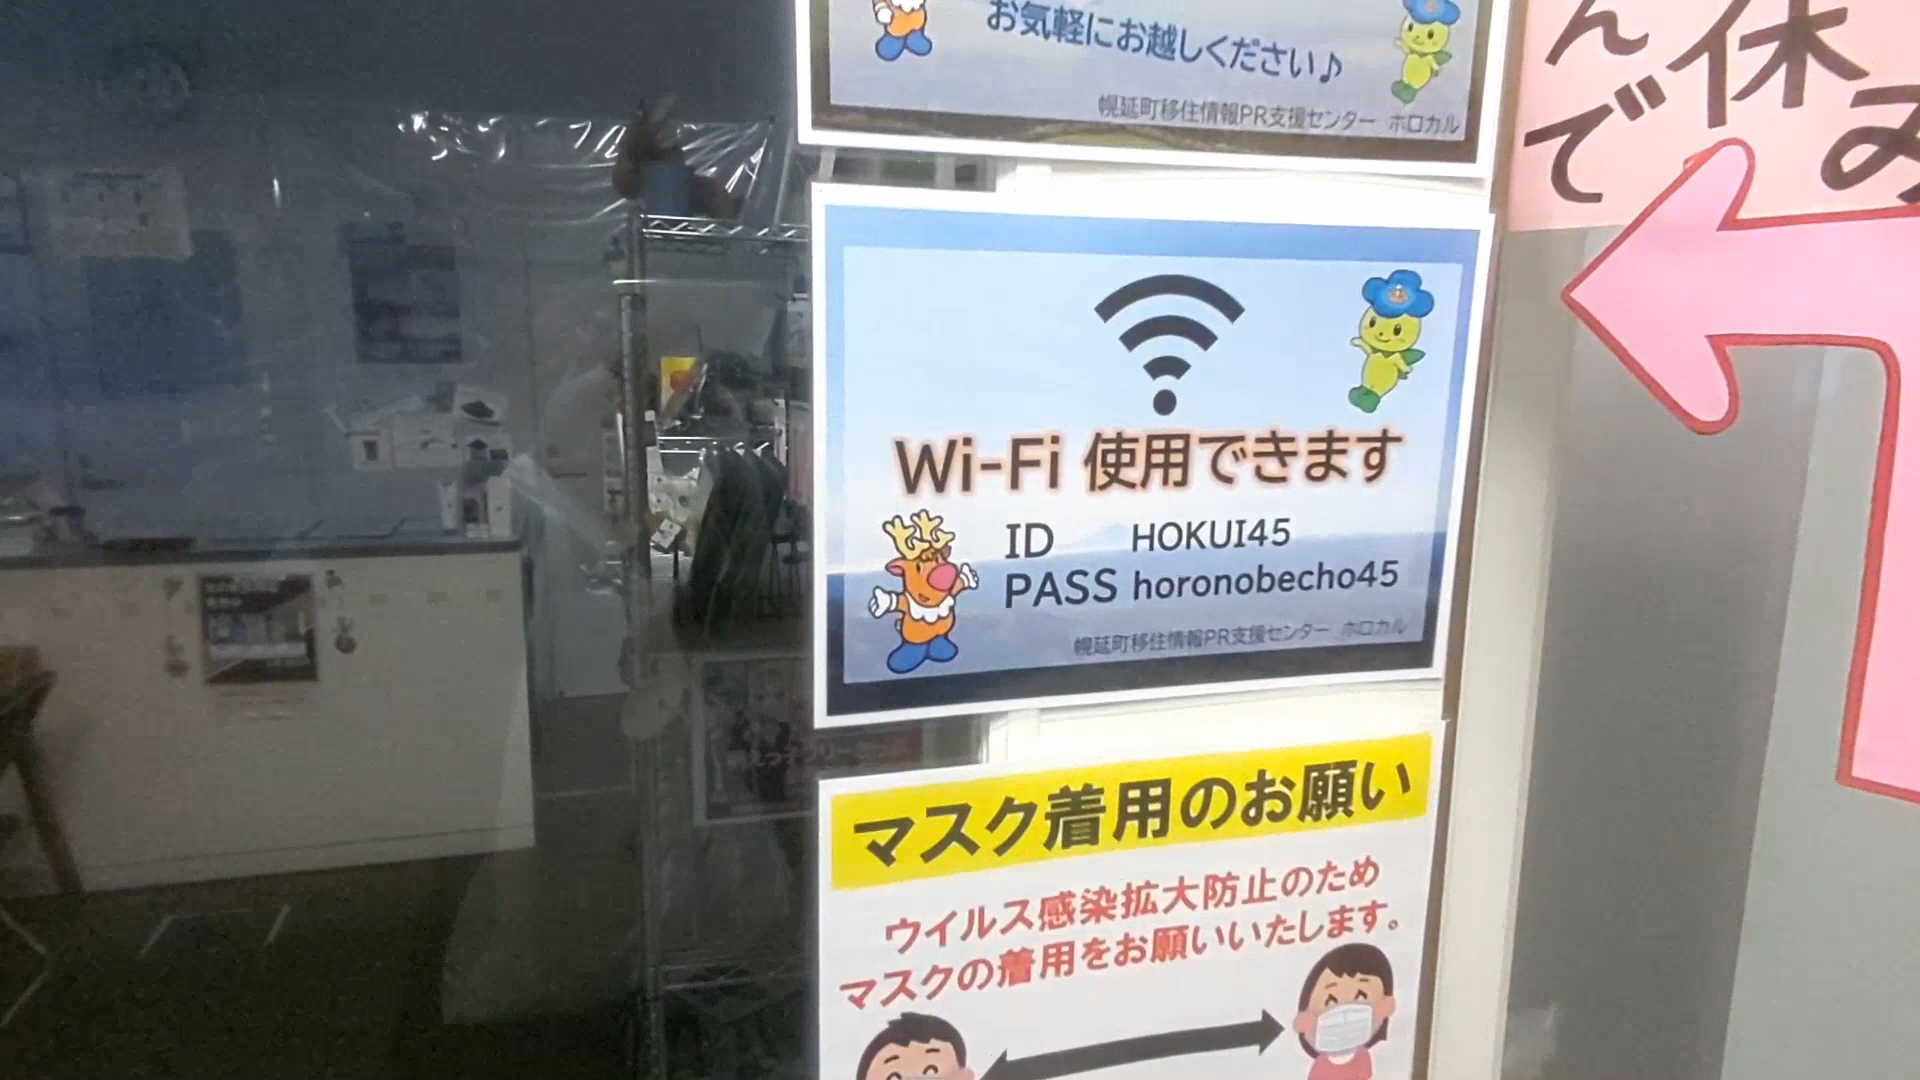 お気軽にお越しください♪
幌延町移住情報PR支援センター ホロカル
ん休み
で
Wi-Fi 使用できます
ID HOKUI45
PASS horonobecho45
幌延町移住情報PR支援センター ホロカル
マスク着用のお願い
ウイルス感染拡大防止のため
マスクの着用をお願いいたします。